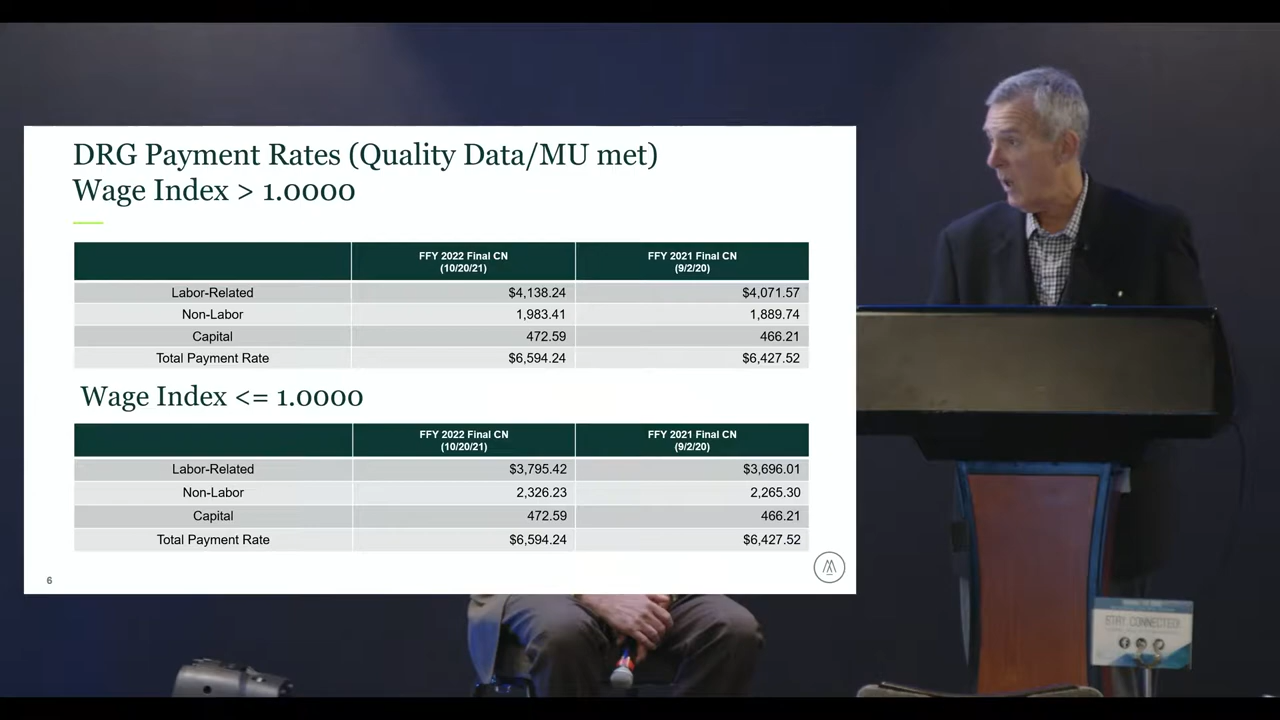 DRG Payment Rates (Quality Data/MU met)
Wage Index > 1.0000
FFY 2022 Final CN FFY 2021 Final CN
(10/20/21) (9/2/20)
Labor-Related $4,138.24 $4,071.57
Non-Labor 1,983.41 1,889.74
Capital 472.59 466.21
Total Payment Rate $6,594.24 $6,427.52
Wage Index <= 1.0000
FFY 2022 Final CN FFY 2021 Final CN
(10/20/21) (9/2/20)
Labor-Related $3,795.42 $3,696.01
Non-Labor 2,326.23 2,265.30
Capital 472.59 466.21
Total Payment Rate $6,594.24 $6,427.52
6
STAY CONNECTED!